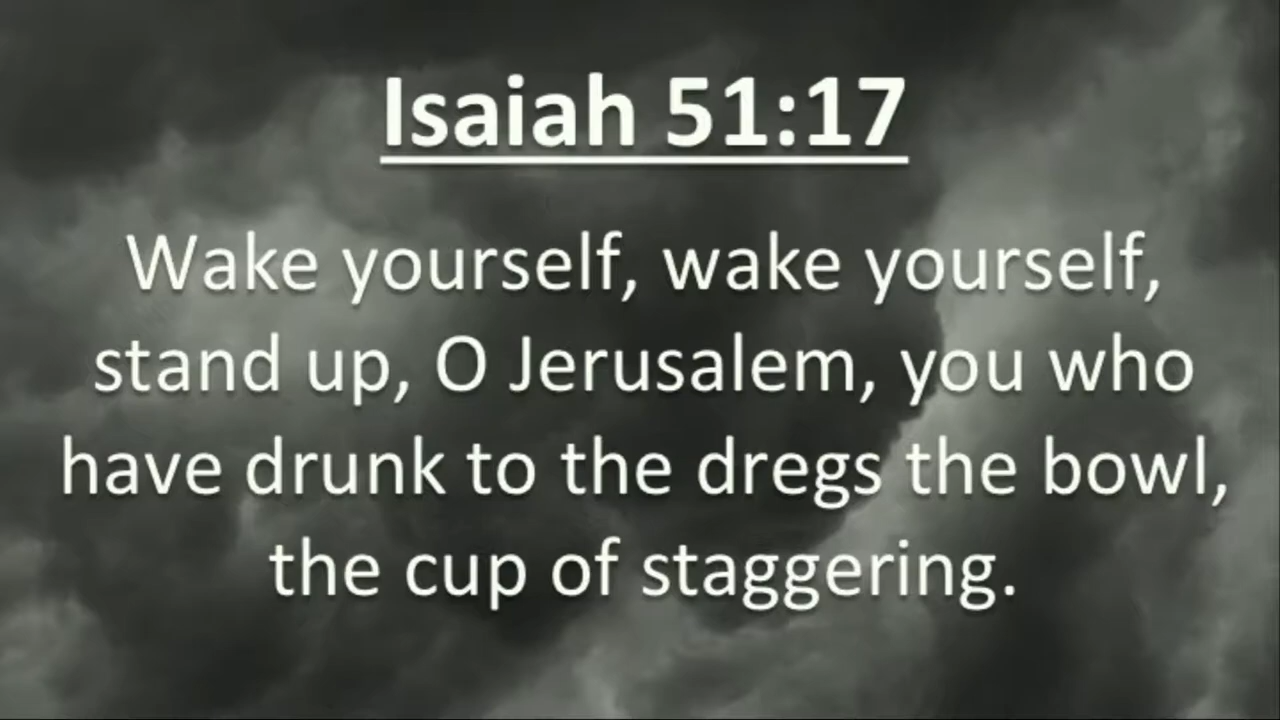 Isaiah 51:17
Wake yourself, wake yourself,
stand up, O Jerusalem, you who
have drunk to the dregs the bowl,
the cup of staggering.